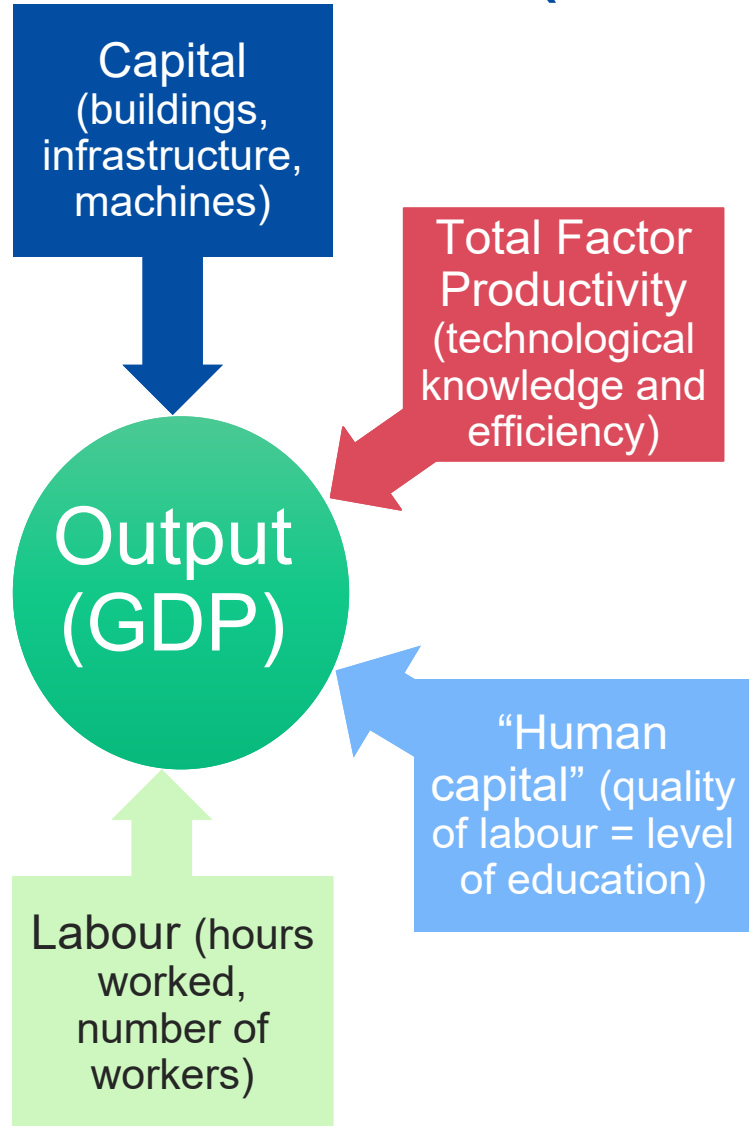 Capital
(buildings,
infrastructure,
machines)
Total Factor
Productivity
(technological
knowledge and
efficiency)
Output
(GDP)
“Human
capital” (quality
of labour = level
of education)
Labour (hours
worked,
number of
workers)